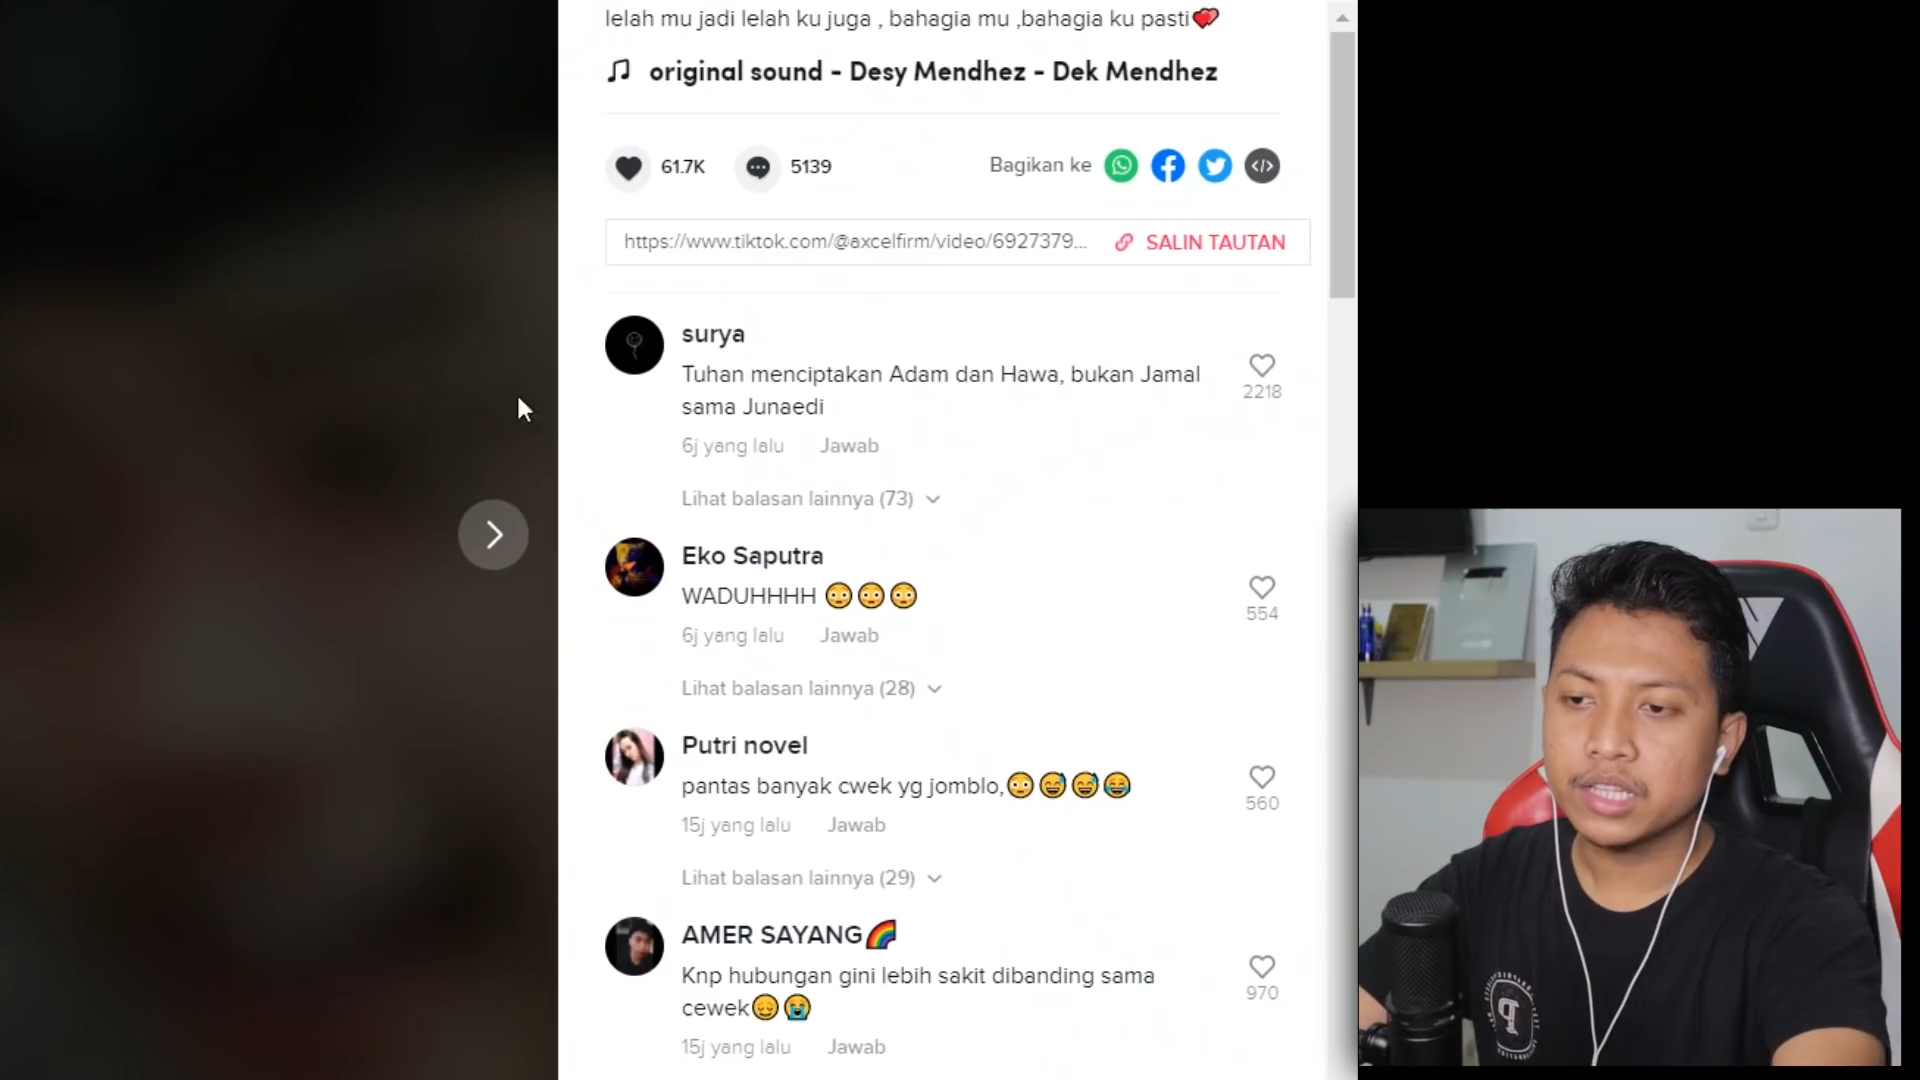 lelah mu jadi lelah ku juga , bahagia mu ,bahagia ku pasti💕
original sound - Desy Mendhez - Dek Mendhez
61.7K 5139 Bagikan ke
https://www.tiktok.com/@axcelfirm/video/6927379... SALIN TAUTAN
surya
Tuhan menciptakan Adam dan Hawa, bukan Jamal
sama Junaedi
2218
6j yang lalu Jawab
Lihat balasan lainnya (73)
Eko Saputra
WADUHHHH 😳😳😳
554
6j yang lalu Jawab
Lihat balasan lainnya (28)
Putri novel
pantas banyak cwek yg jomblo,😳😅😅😂
560
15j yang lalu Jawab
Lihat balasan lainnya (29)
AMER SAYANG🌈
Knp hubungan gini lebih sakit dibanding sama
cewek😔😭
970
15j yang lalu Jawab